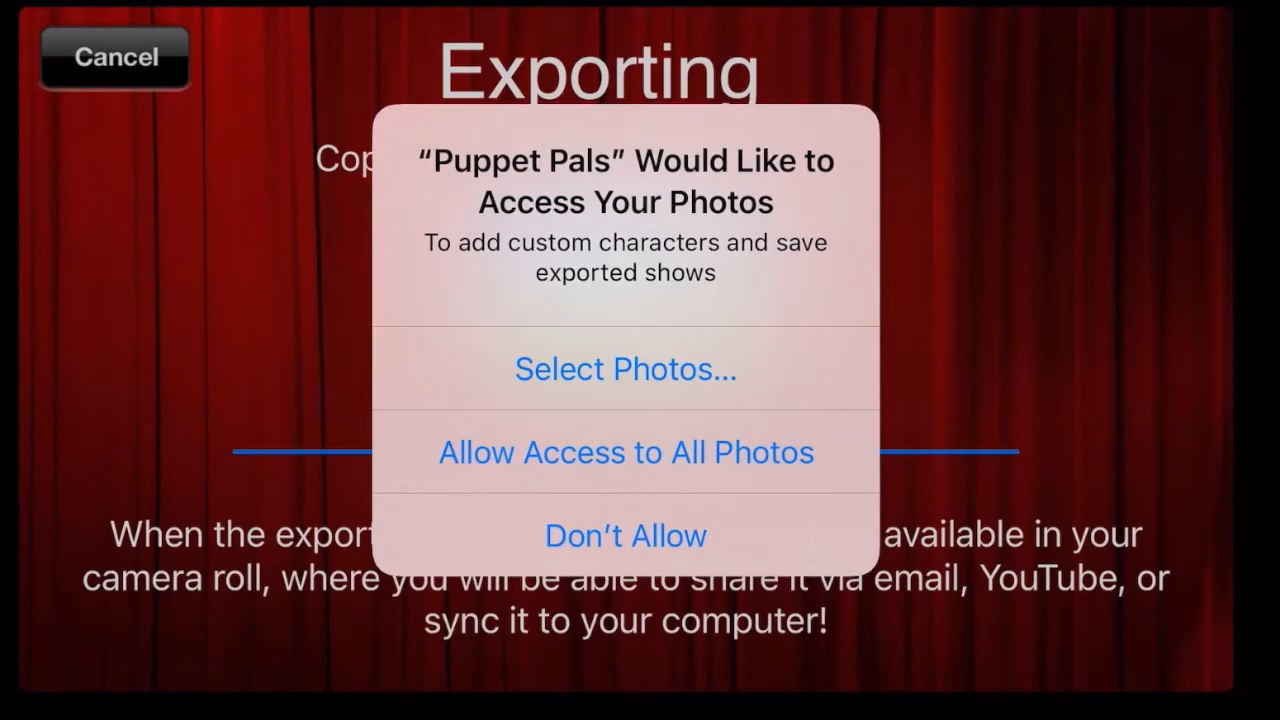 Cancel
Exporting
“Puppet Pals” Would Like to
Access Your Photos
To add custom characters and save
exported shows
Select Photos...
Allow Access to All Photos
Don’t Allow
When the export available in your
camera roll, where you will be able to share it via email, YouTube, or
sync it to your computer!